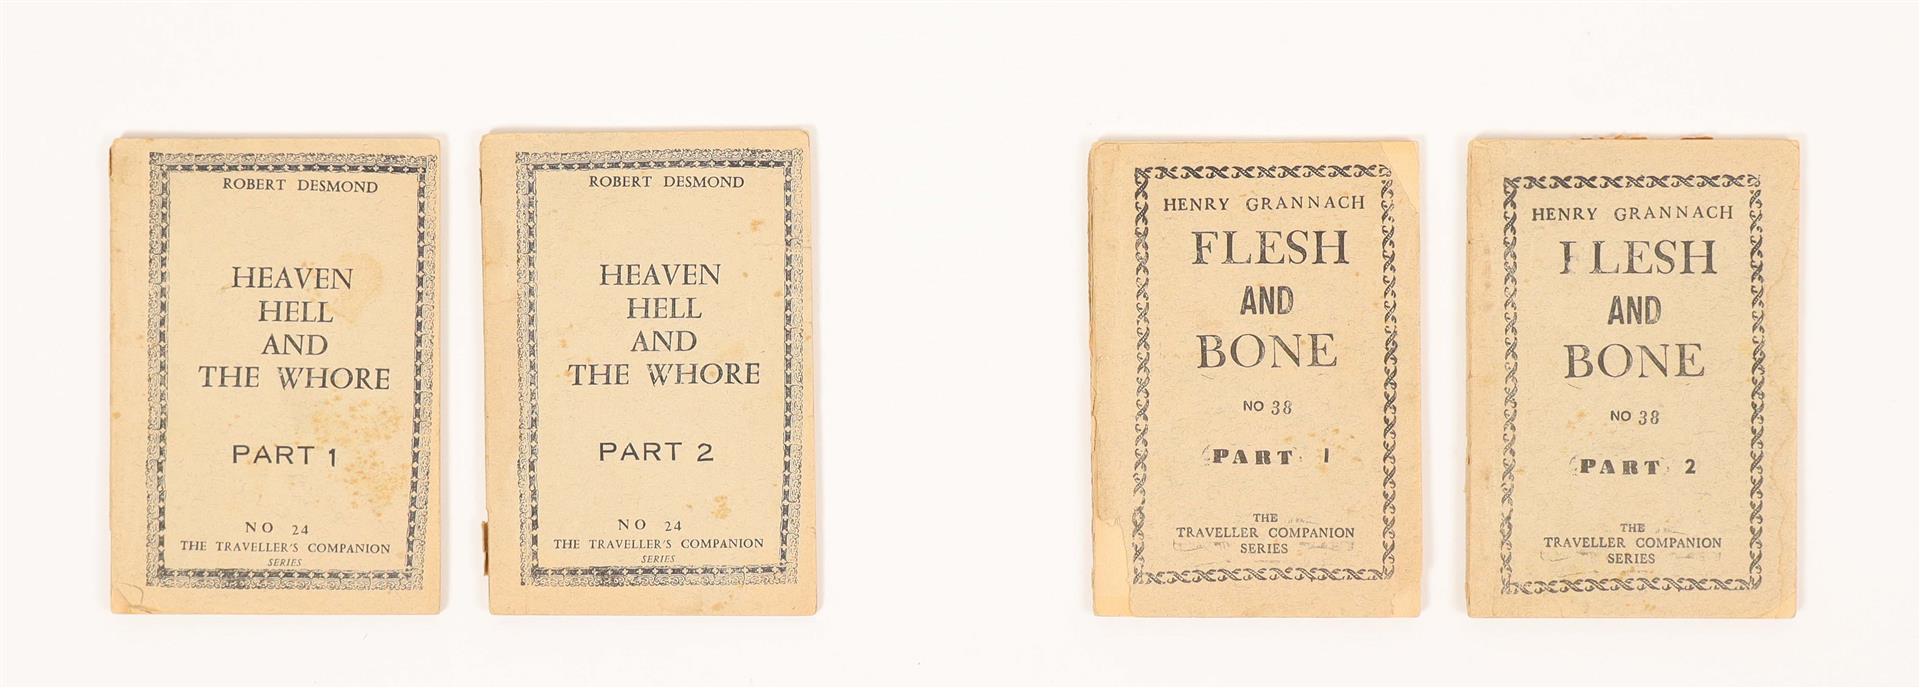 ROBERT DESMOND
HEAVEN
HELL
AND
THE WHORE
PART 1
NO 24
THE TRAVELLER'S COMPANION
SERIES
ROBERT DESMOND
HEAVEN
HELL
AND
THE WHORE
PART 2
NO 24
THE TRAVELLER'S COMPANION
SERIES
HENRY GRANNACH
FLESH
AND
BONE
NO 38
PART 1
THE
TRAVELLER COMPANION
SERIES
HENRY GRANNACH
FLESH
AND
BONE
NO 38
PART 2
THE
TRAVELLER COMPANION
SERIES